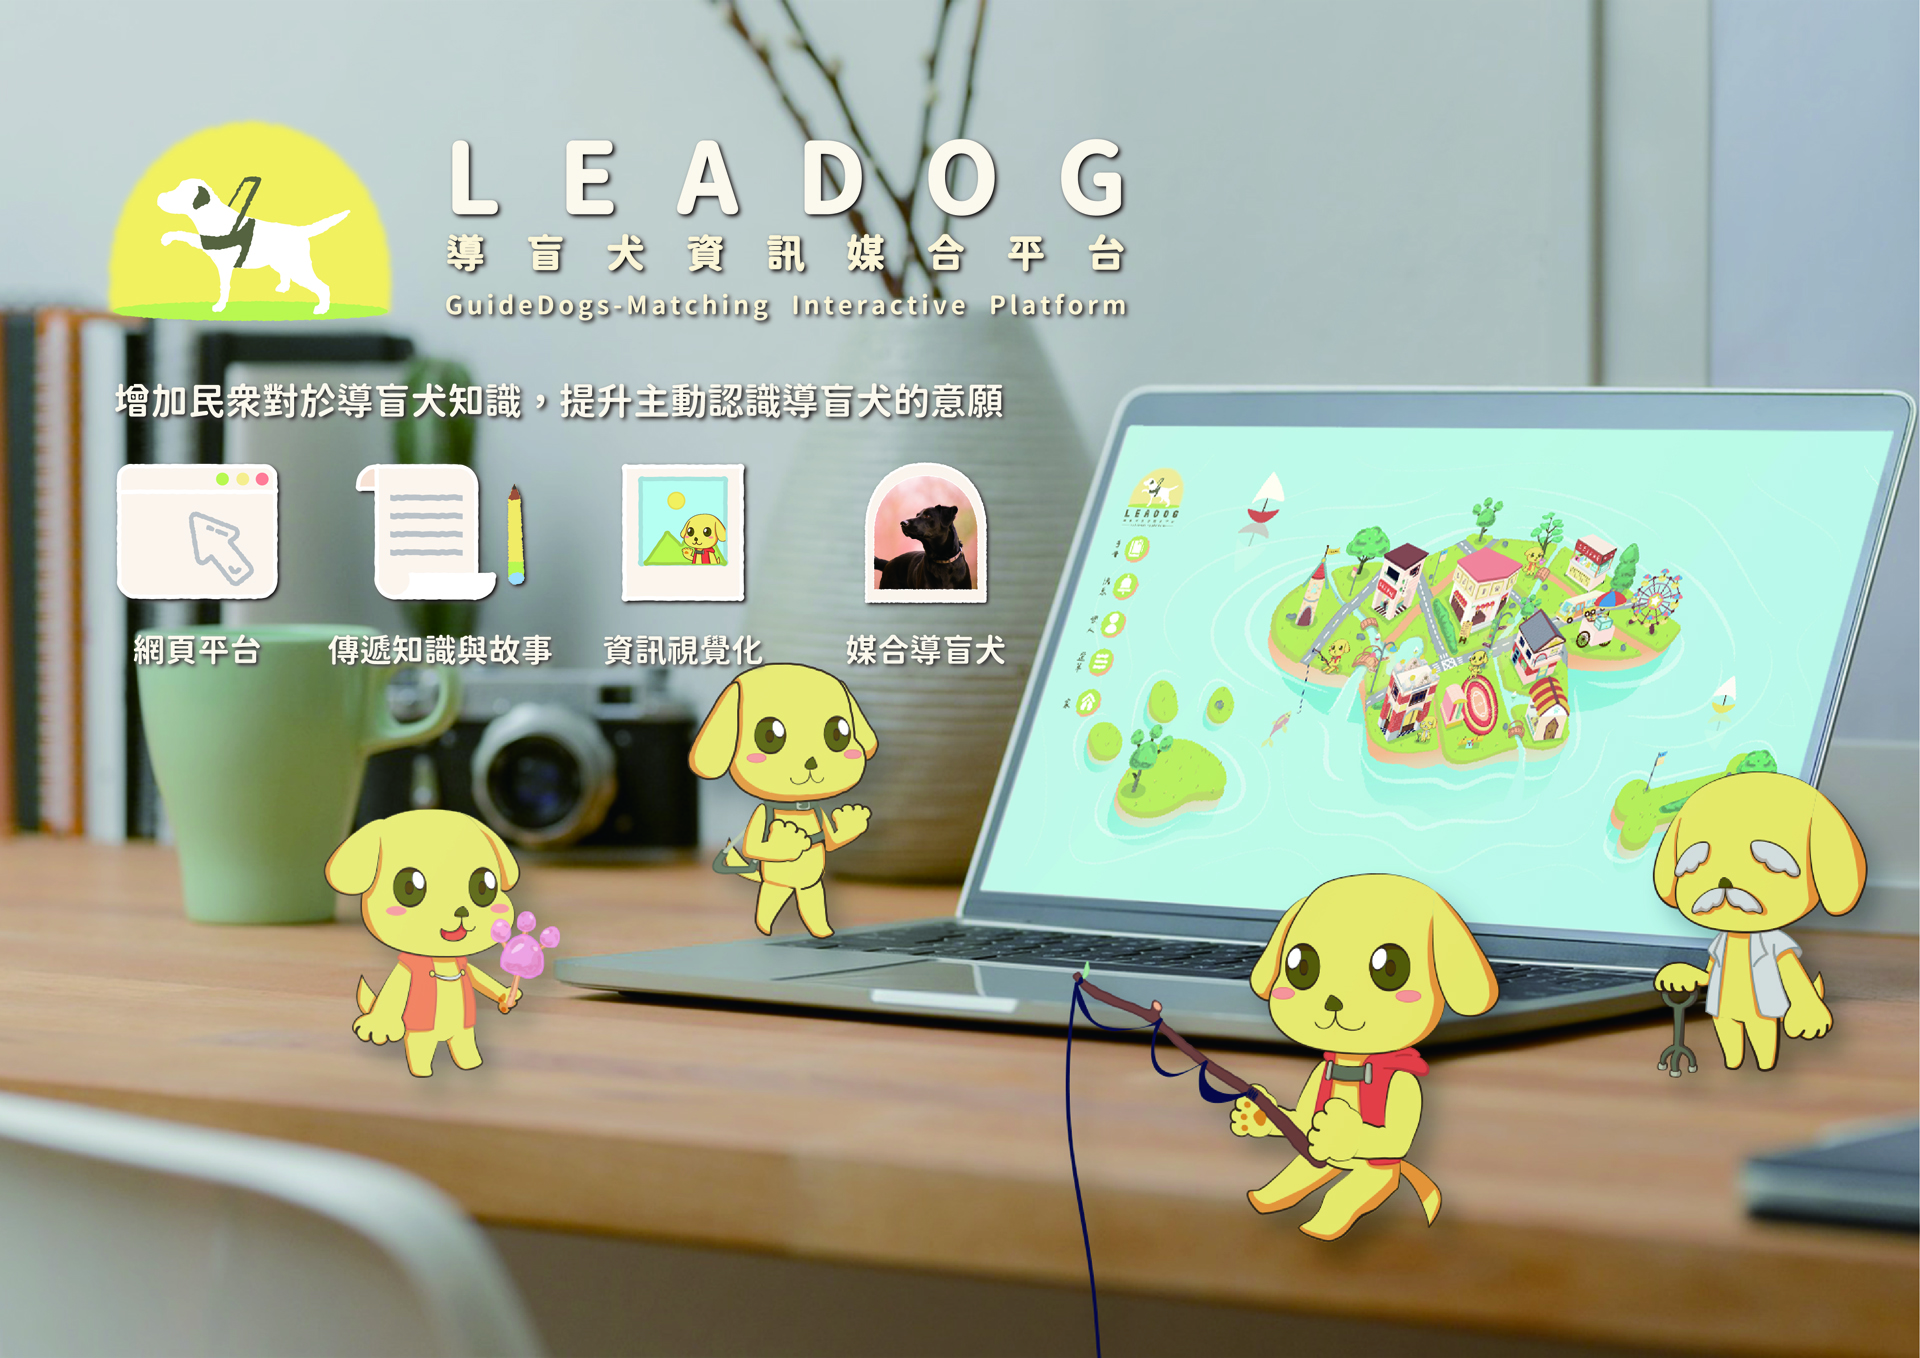 LEADOG
導盲犬資訊媒合平台
GuideDogs-Matching Interactive Platform
增加民眾對於導盲犬知識，提升主動認識導盲犬的意願
網頁平台
傳遞知識與故事
資訊視覺化
媒合導盲犬
LEADOG